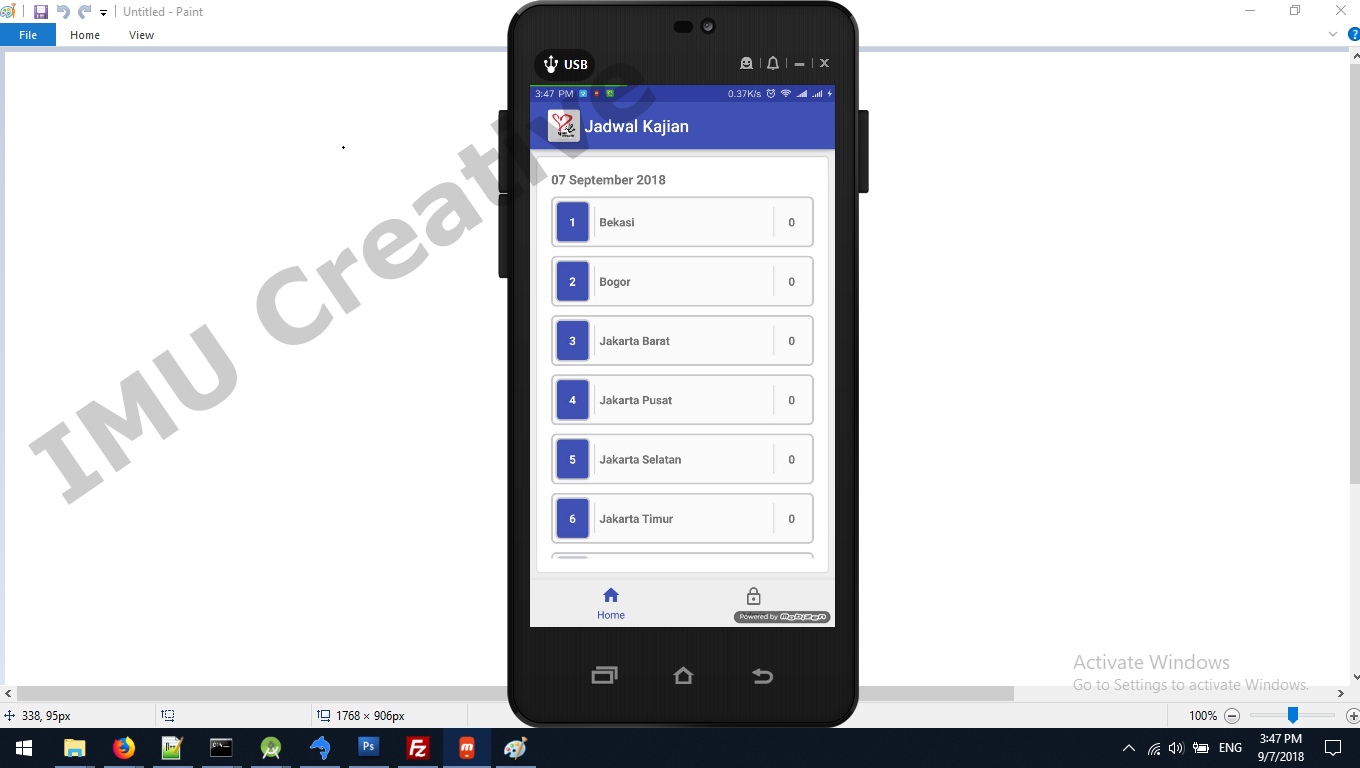 Untitled - Paint
File Home View
USB
3:47 PM 0.37K/s
Jadwal Kajian
07 September 2018
1 Bekasi 0
2 Bogor 0
3 Jakarta Barat 0
4 Jakarta Pusat 0
5 Jakarta Selatan 0
6 Jakarta Timur 0
Home
Powered by Mobizen
IMU Creative
Activate Windows
Go to Settings to activate Windows.
338, 95px 1768 × 906px 100%
Ps Fz m ENG 3:47 PM
9/7/2018